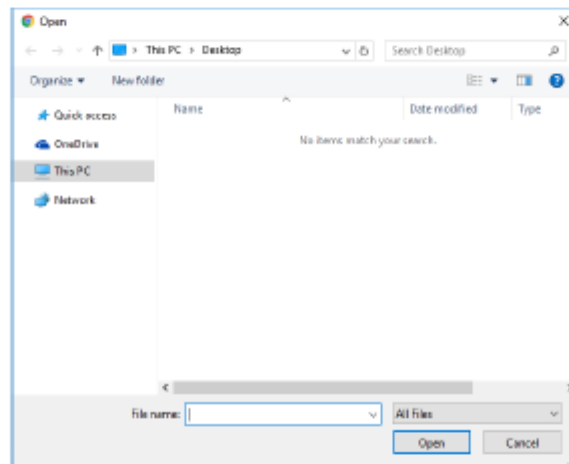 Open
This PC > Desktop
Search Desktop
Organize
New folder
Quick access
OneDrive
This PC
Network
Name
Date modified
Type
No items match your search.
File name:
All Files
Open
Cancel